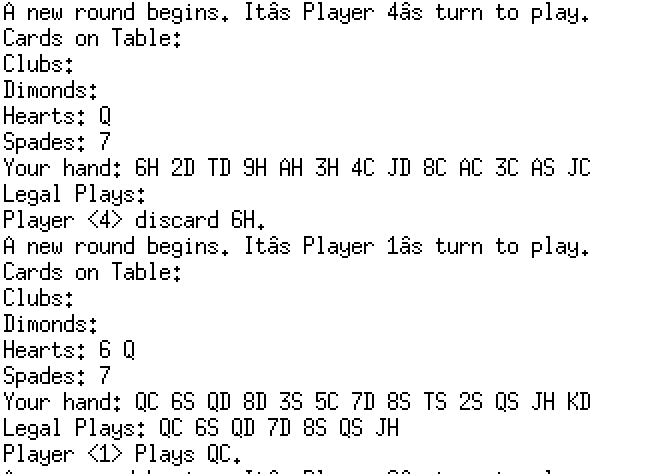 A new round begins. Itâs Player 4âs turn to play.
Cards on Table:
Clubs:
Dimonds:
Hearts: Q
Spades: 7
Your hand: 6H 2D TD 9H AH 3H 4C JD 8C AC 3C AS JC
Legal Plays:
Player <4> discard 6H.
A new round begins. Itâs Player 1âs turn to play.
Cards on Table:
Clubs:
Dimonds:
Hearts: 6 Q
Spades: 7
Your hand: QC 6S QD 8D 3S 5C 7D 8S TS 2S QS JH KD
Legal Plays: QC 6S QD 7D 8S QS JH
Player <1> Plays QC.